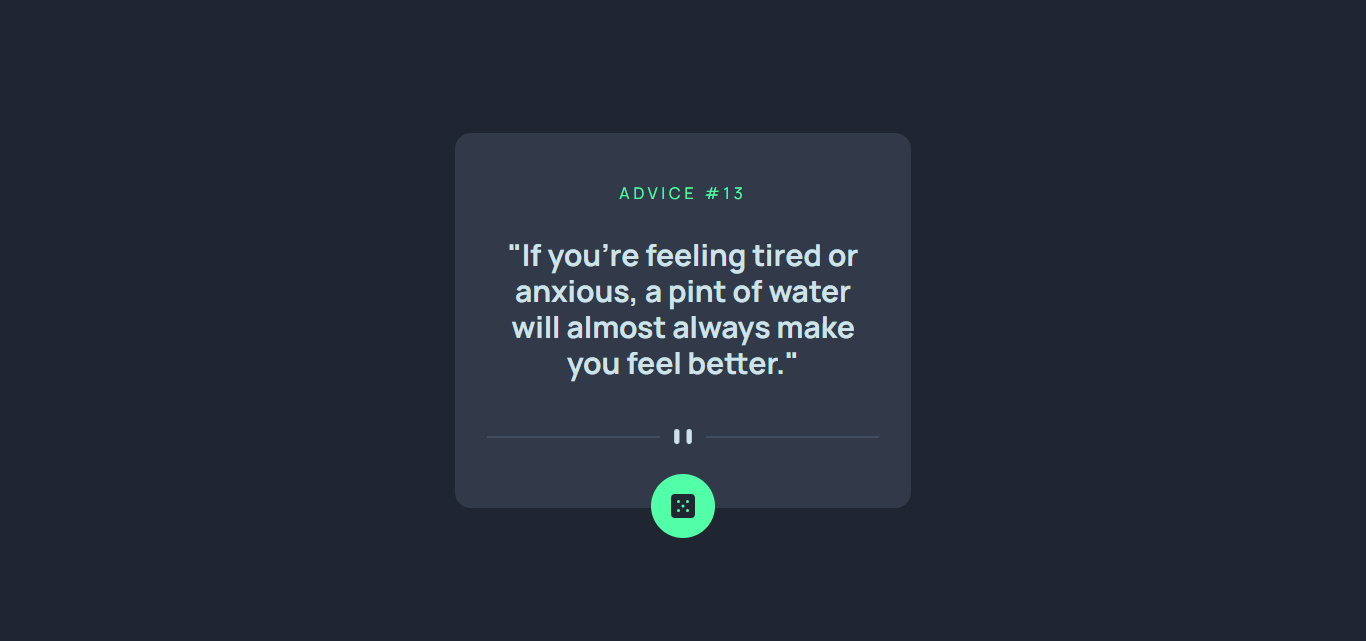 ADVICE #13
"If you’re feeling tired or
anxious, a pint of water
will almost always make
you feel better."